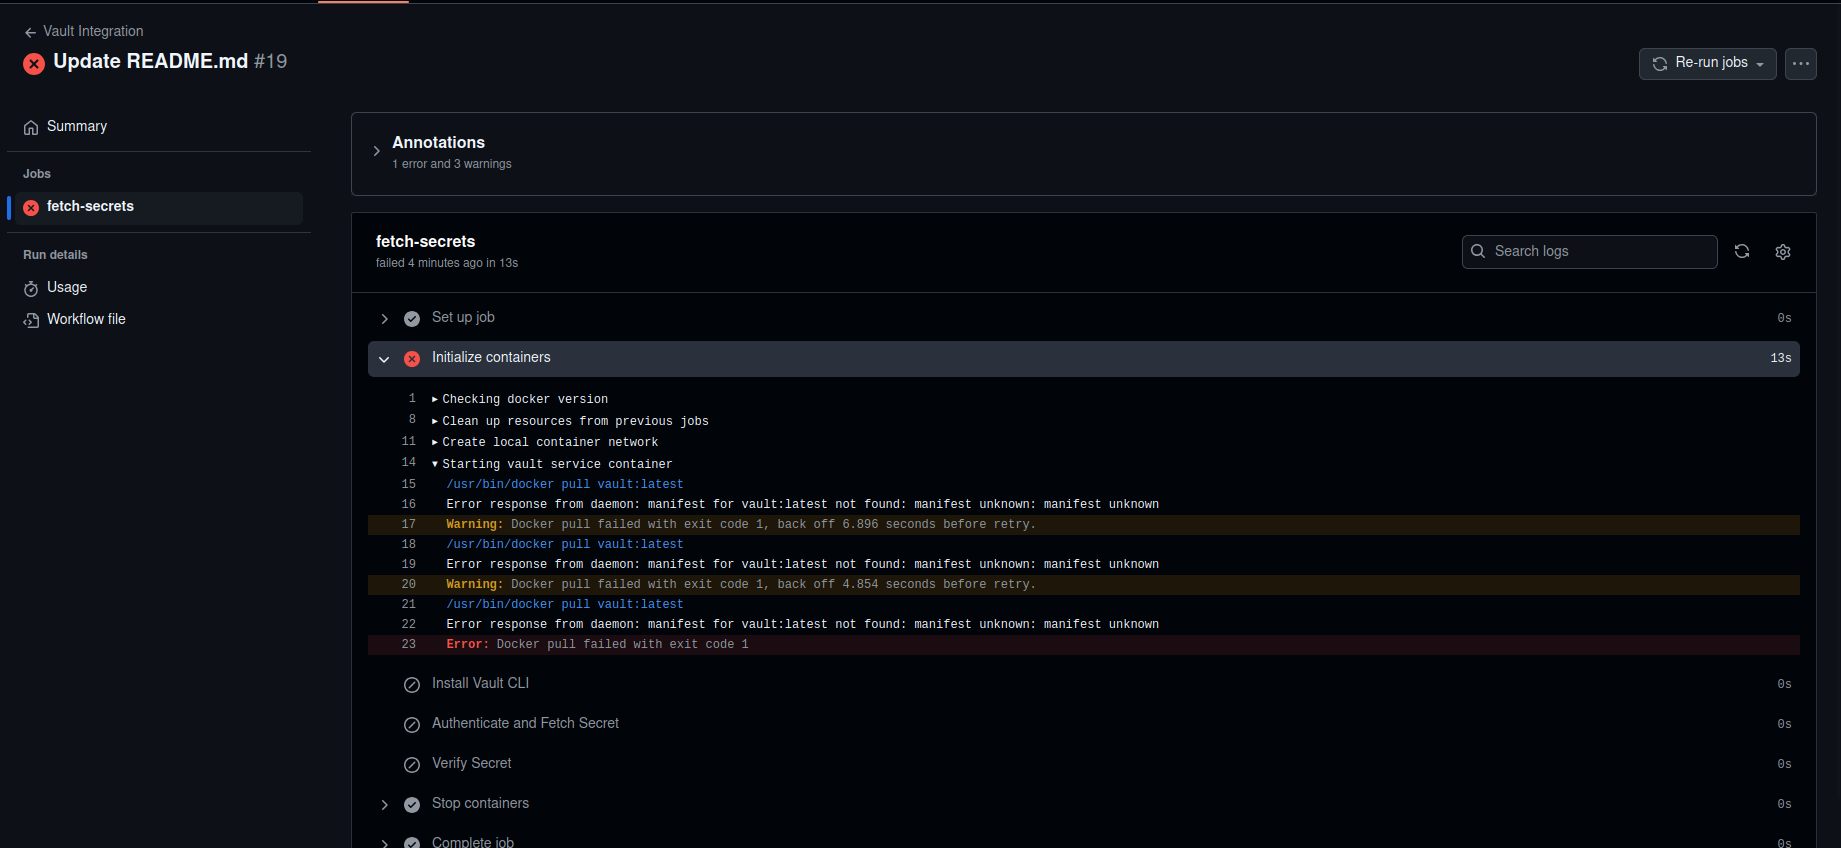 Vault Integration
Update README.md #19
Re-run jobs
Summary
Jobs
fetch-secrets
Run details
Usage
Workflow file
Annotations
1 error and 3 warnings
fetch-secrets
failed 4 minutes ago in 13s
Search logs
Set up job 0s
Initialize containers 13s
1 Checking docker version
8 Clean up resources from previous jobs
11 Create local container network
14 Starting vault service container
15 /usr/bin/docker pull vault:latest
16 Error response from daemon: manifest for vault:latest not found: manifest unknown: manifest unknown
17 Warning: Docker pull failed with exit code 1, back off 6.896 seconds before retry.
18 /usr/bin/docker pull vault:latest
19 Error response from daemon: manifest for vault:latest not found: manifest unknown: manifest unknown
20 Warning: Docker pull failed with exit code 1, back off 4.854 seconds before retry.
21 /usr/bin/docker pull vault:latest
22 Error response from daemon: manifest for vault:latest not found: manifest unknown: manifest unknown
23 Error: Docker pull failed with exit code 1
Install Vault CLI 0s
Authenticate and Fetch Secret 0s
Verify Secret 0s
Stop containers 0s
Complete job 0s